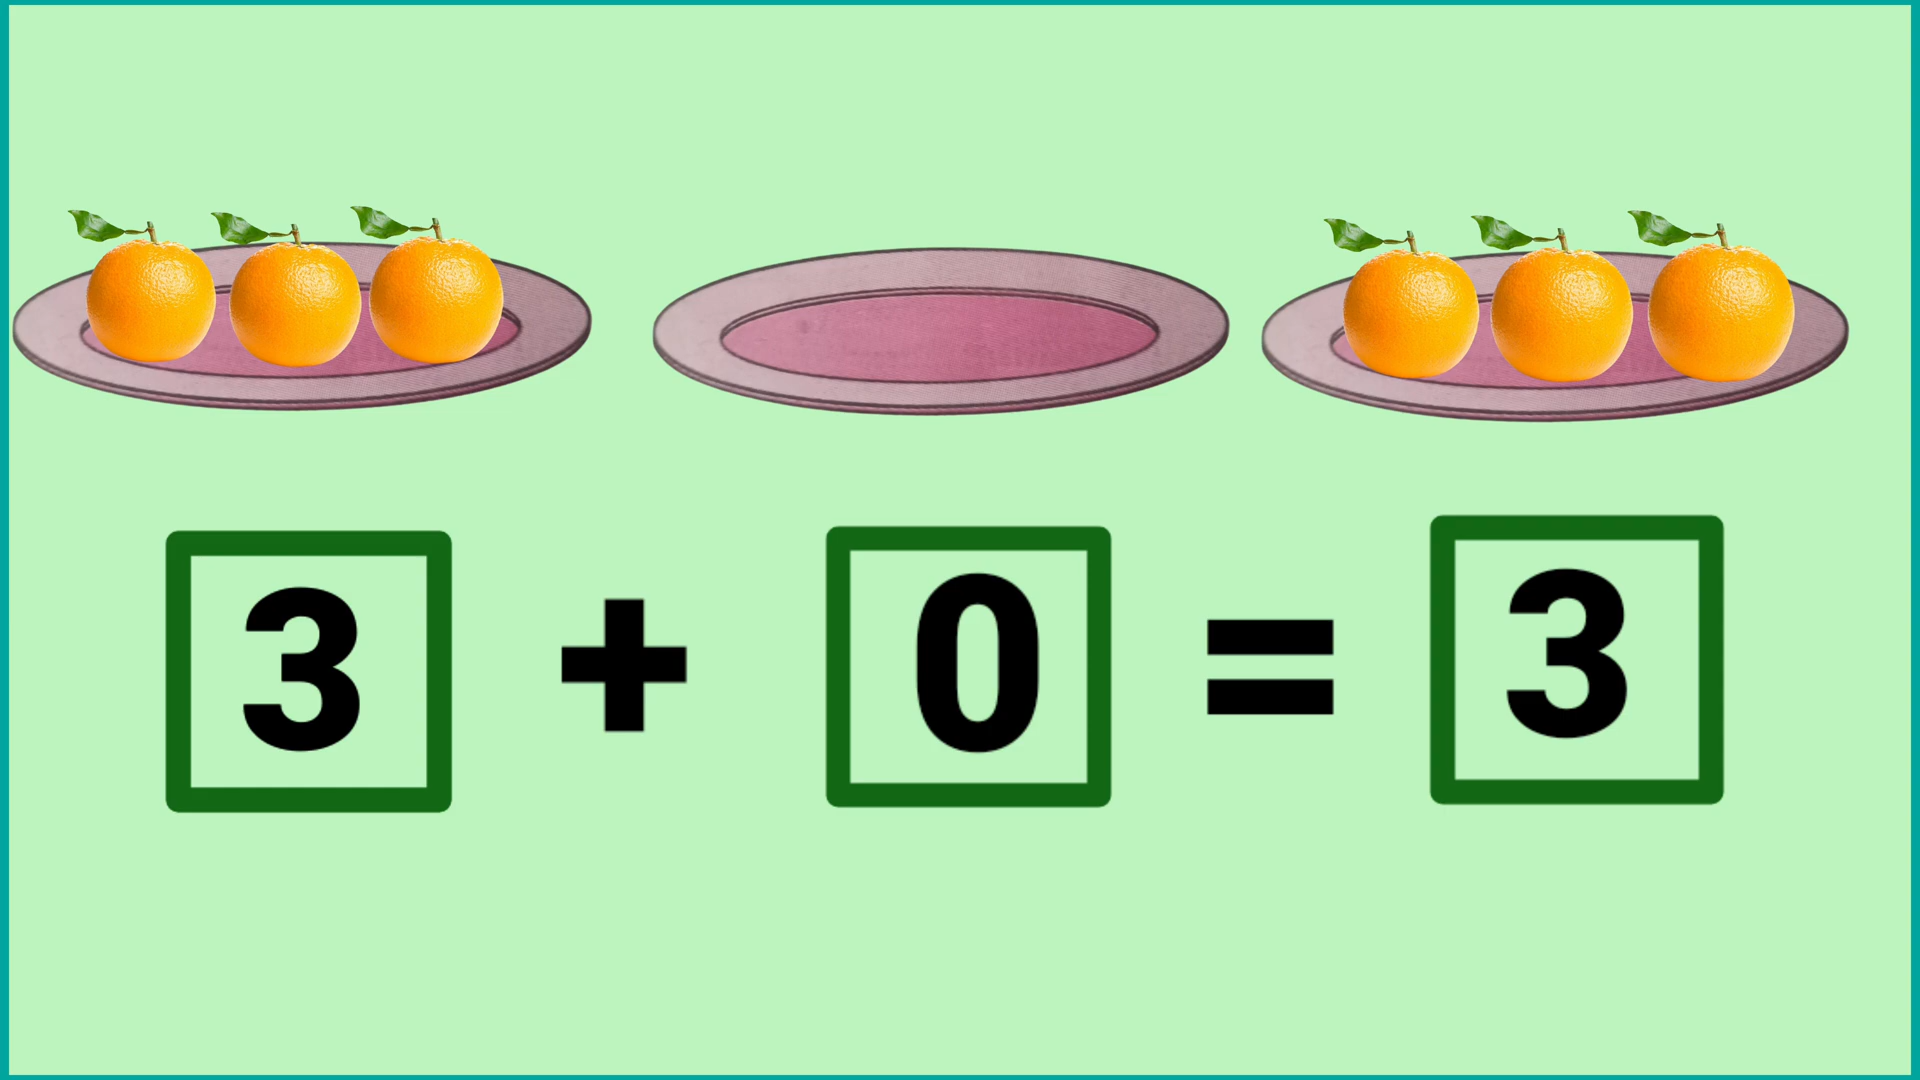 3 + 0 = 3